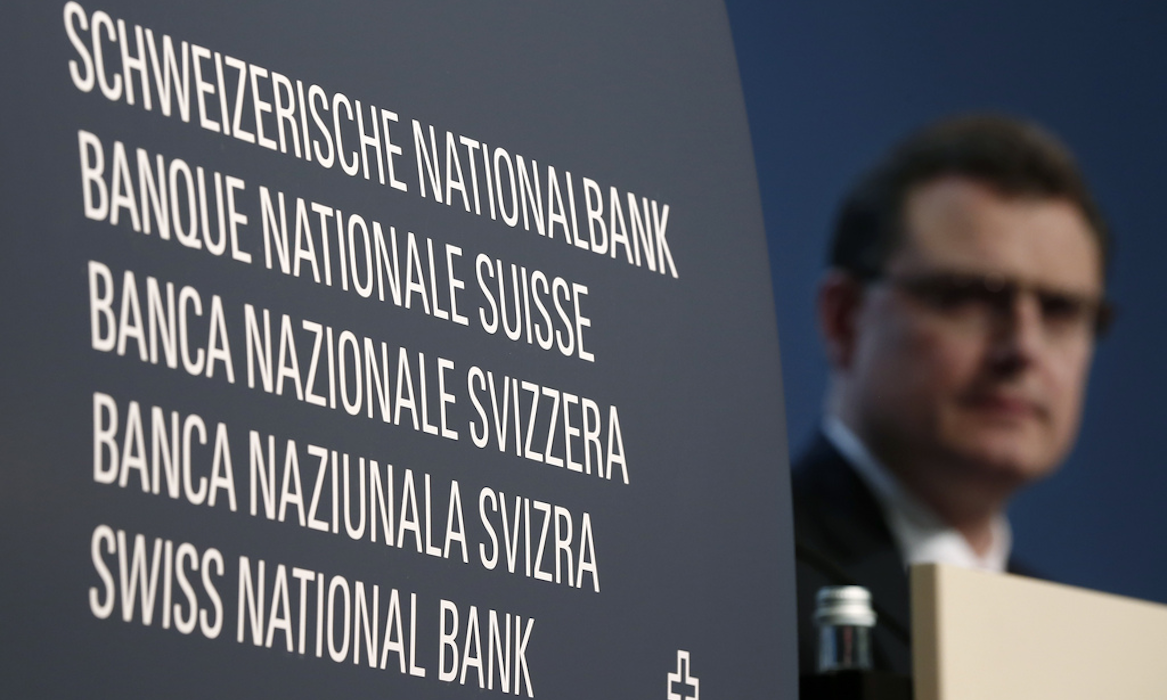 SCHWEIZERISCHE NATIONALBANK
BANQUE NATIONALE SUISSE
BANCA NAZIONALE SVIZZERA
BANCA NAZIUNALA SVIZRA
SWISS NATIONAL BANK